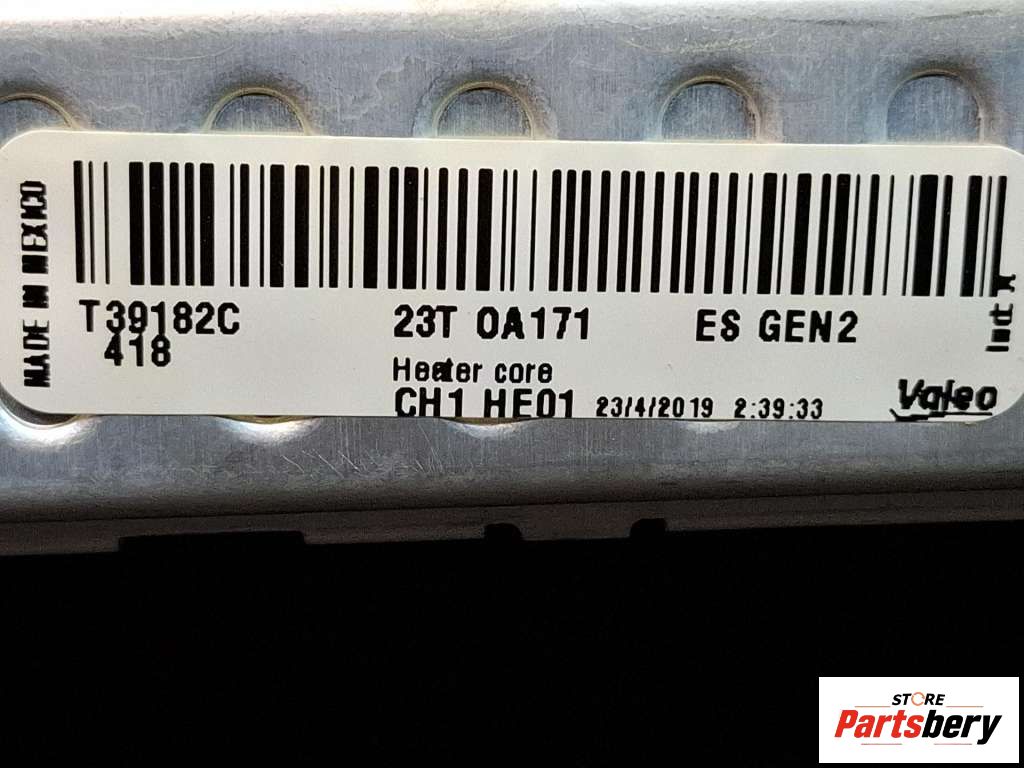 MADE IN MEXICO
T39182C
418
23T 0A171
ES GEN2
Heater core
CH1 HE01 23/4/2019 2:39:33
Valeo
STORE
Partsbery